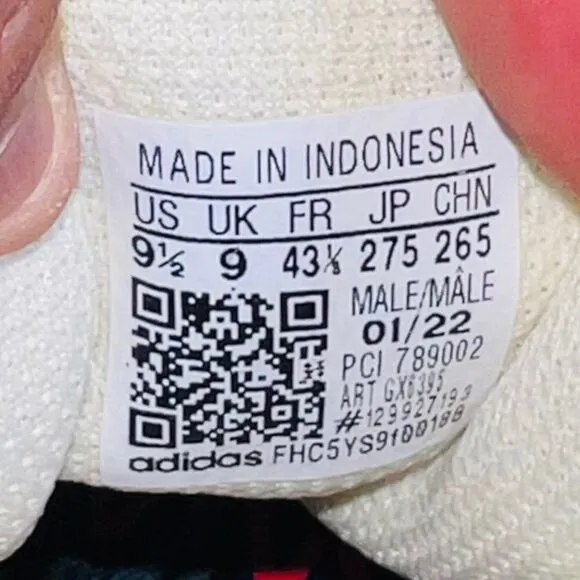 MADE IN INDONESIA
US UK FR JP CHN
9½ 9 43⅓ 275 265
MALE/MÂLE
01/22
PCI 789002
ART GX6395
#129927193
adidas FHC5YS9f00188